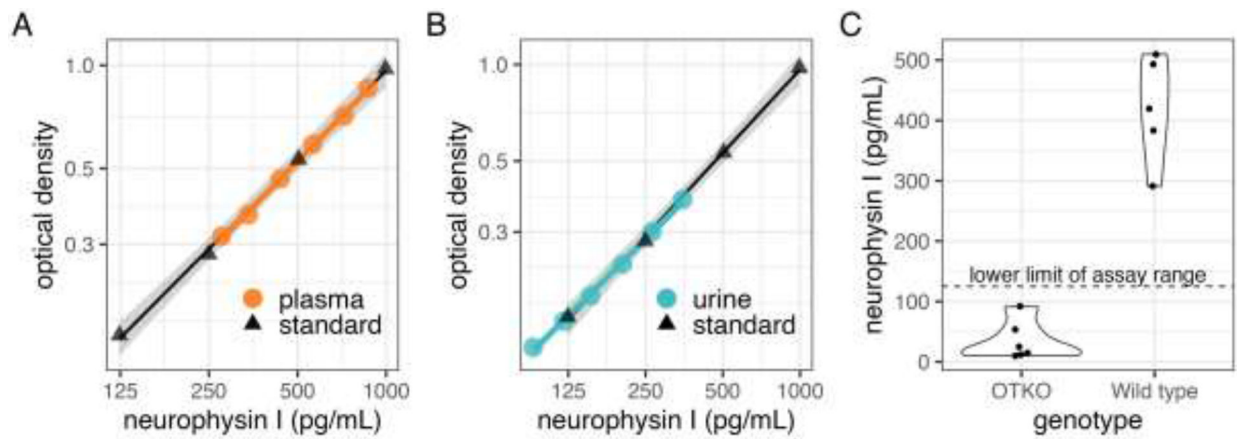 A
optical density
1.0
0.5
0.3
plasma
standard
125 250 500 1000
neurophysin I (pg/mL)
B
optical density
1.0
0.5
0.3
urine
standard
125 250 500 1000
neurophysin I (pg/mL)
C
neurophysin I (pg/mL)
500
400
300
200
lower limit of assay range
100
0
OTKO Wild type
genotype